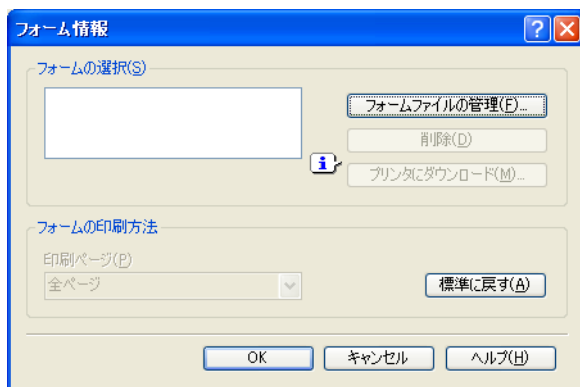 フォーム情報
フォームの選択(S)
フォームファイルの管理(F)...
削除(D)
プリンタにダウンロード(M)...
フォームの印刷方法
印刷ページ(P)
全ページ
標準に戻す(A)
OK
キャンセル
ヘルプ(H)